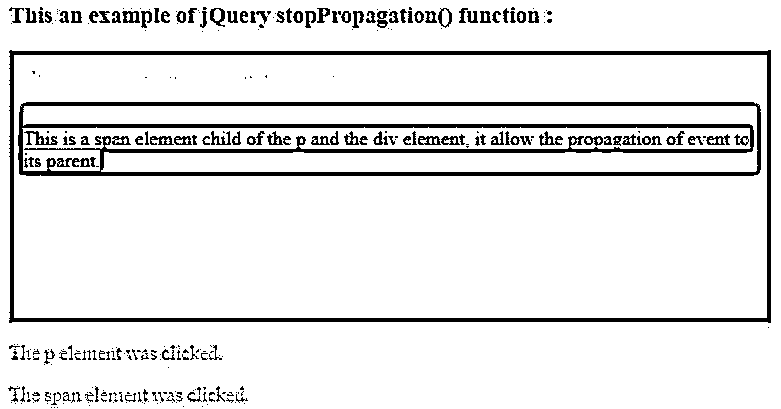 This an example of jQuery stopPropagation() function :
This is a span element child of the p and the div element, it allow the propagation of event to
its parent.
The p element was clicked.
The span element was clicked.